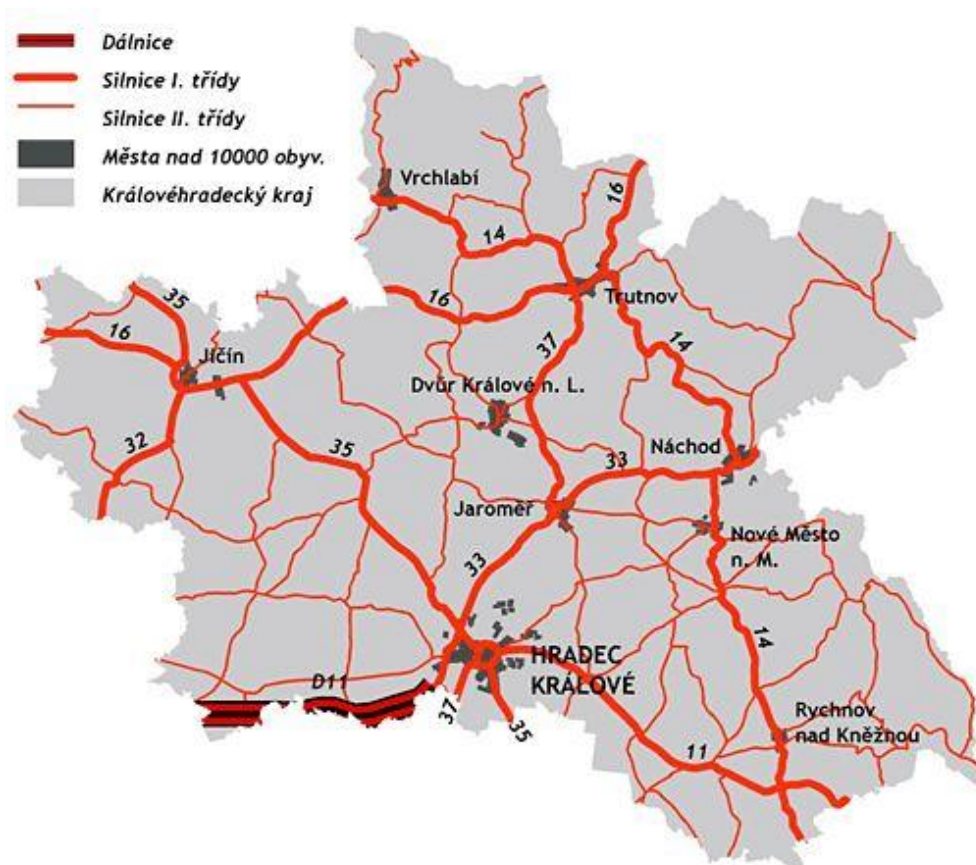 Dálnice
Silnice I. třídy
Silnice II. třídy
Města nad 10000 obyv.
Královéhradecký kraj
Vrchlabí
16
14
35
16
Trutnov
16
Jíčín
37
14
Dvůr Králové n. L.
32
35
Náchod
33
Jaroměř
Nové Město
n. M.
33
14
HRADEC
KRÁLOVÉ
D11
37
35
Rychnov
nad Kněžnou
11